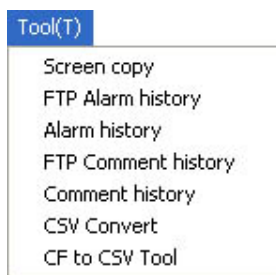 Tool(T)
Screen copy
FTP Alarm history
Alarm history
FTP Comment history
Comment history
CSV Convert
CF to CSV Tool